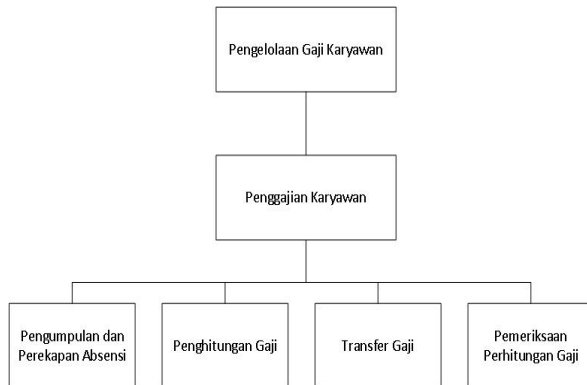 Pengelolaan Gaji Karyawan
Penggajian Karyawan
Pengumpulan dan
Perekapan Absensi
Penghitungan Gaji
Transfer Gaji
Pemeriksaan
Perhitungan Gaji